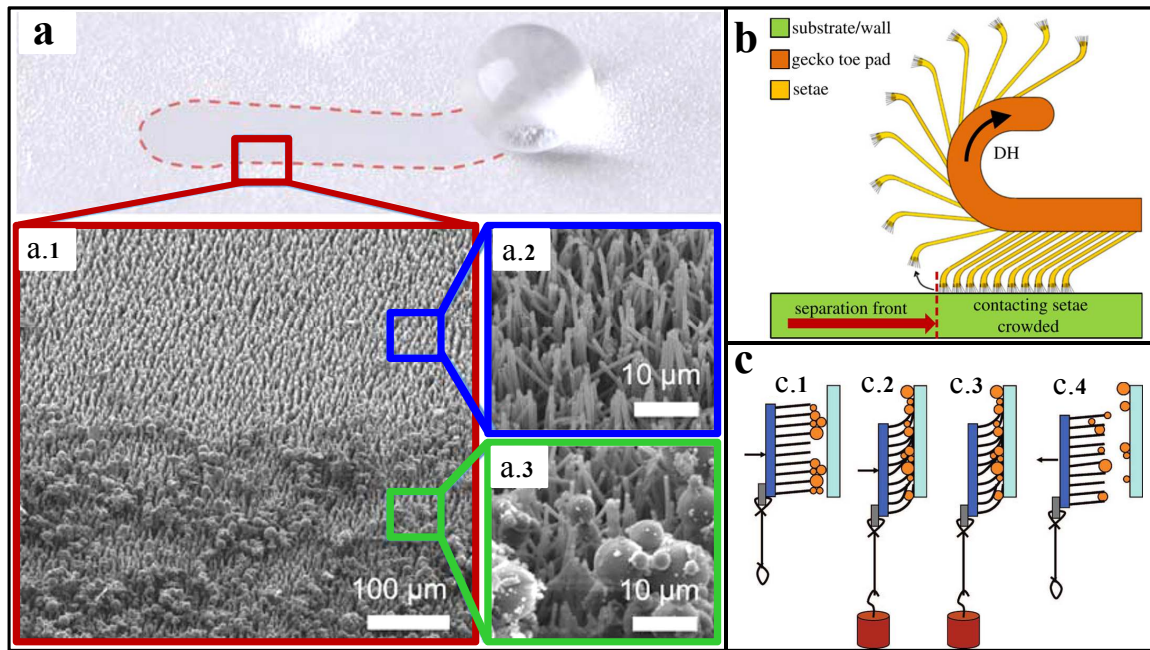 a
a.1
100 µm
a.2
10 µm
a.3
10 µm
b
substrate/wall
gecko toe pad
setae
DH
separation front
contacting setae
crowded
c
c.1
c.2
c.3
c.4